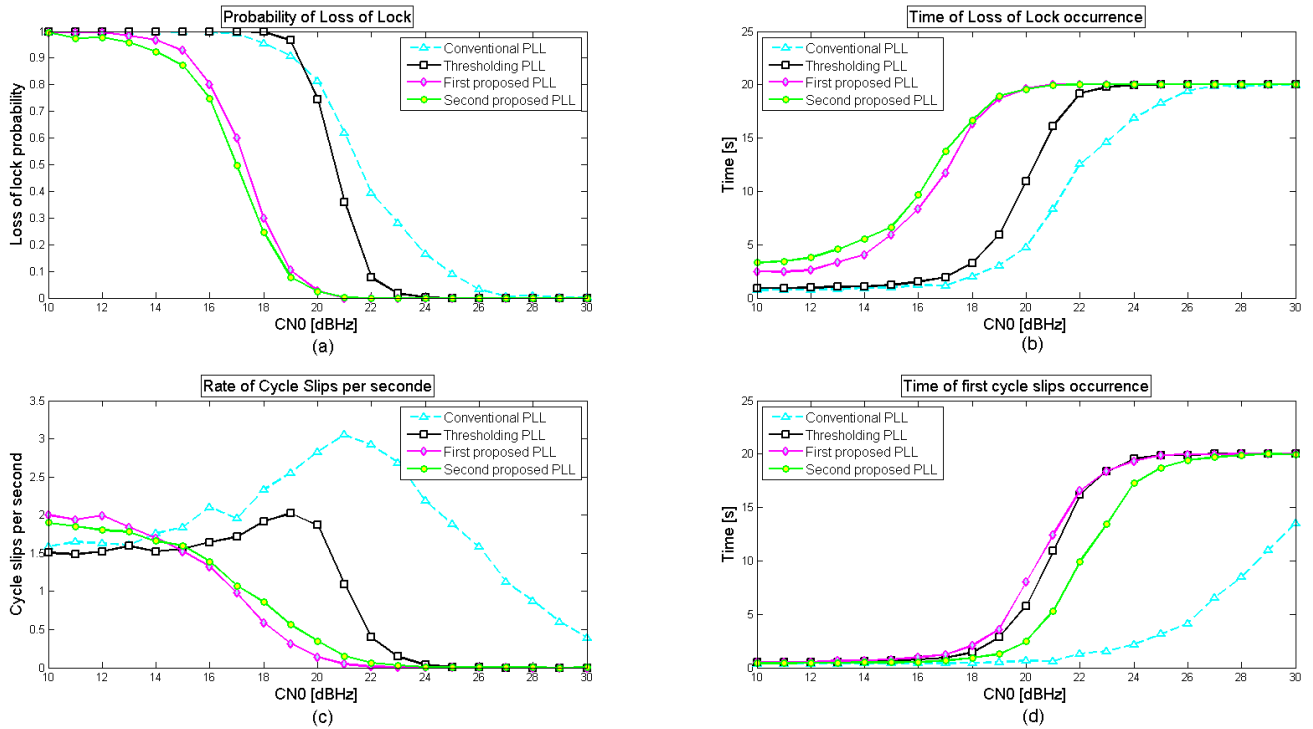 Probability of Loss of Lock
1
0.9
0.8
0.7
0.6
0.5
0.4
0.3
0.2
0.1
0
Loss of lock probability
Conventional PLL
Thresholding PLL
First proposed PLL
Second proposed PLL
10 12 14 16 18 20 22 24 26 28 30
CN0 [dBHz]
(a)
Time of Loss of Lock occurrence
25
20
15
10
5
0
Time [s]
Conventional PLL
Thresholding PLL
First proposed PLL
Second proposed PLL
10 12 14 16 18 20 22 24 26 28 30
CN0 [dBHz]
(b)
Rate of Cycle Slips per seconde
3.5
3
2.5
2
1.5
1
0.5
0
Cycle slips per second
Conventional PLL
Thresholding PLL
First proposed PLL
Second proposed PLL
10 12 14 16 18 20 22 24 26 28 30
CN0 [dBHz]
(c)
Time of first cycle slips occurrence
25
20
15
10
5
0
Time [s]
Conventional PLL
Thresholding PLL
First proposed PLL
Second proposed PLL
10 12 14 16 18 20 22 24 26 28 30
CN0 [dBHz]
(d)